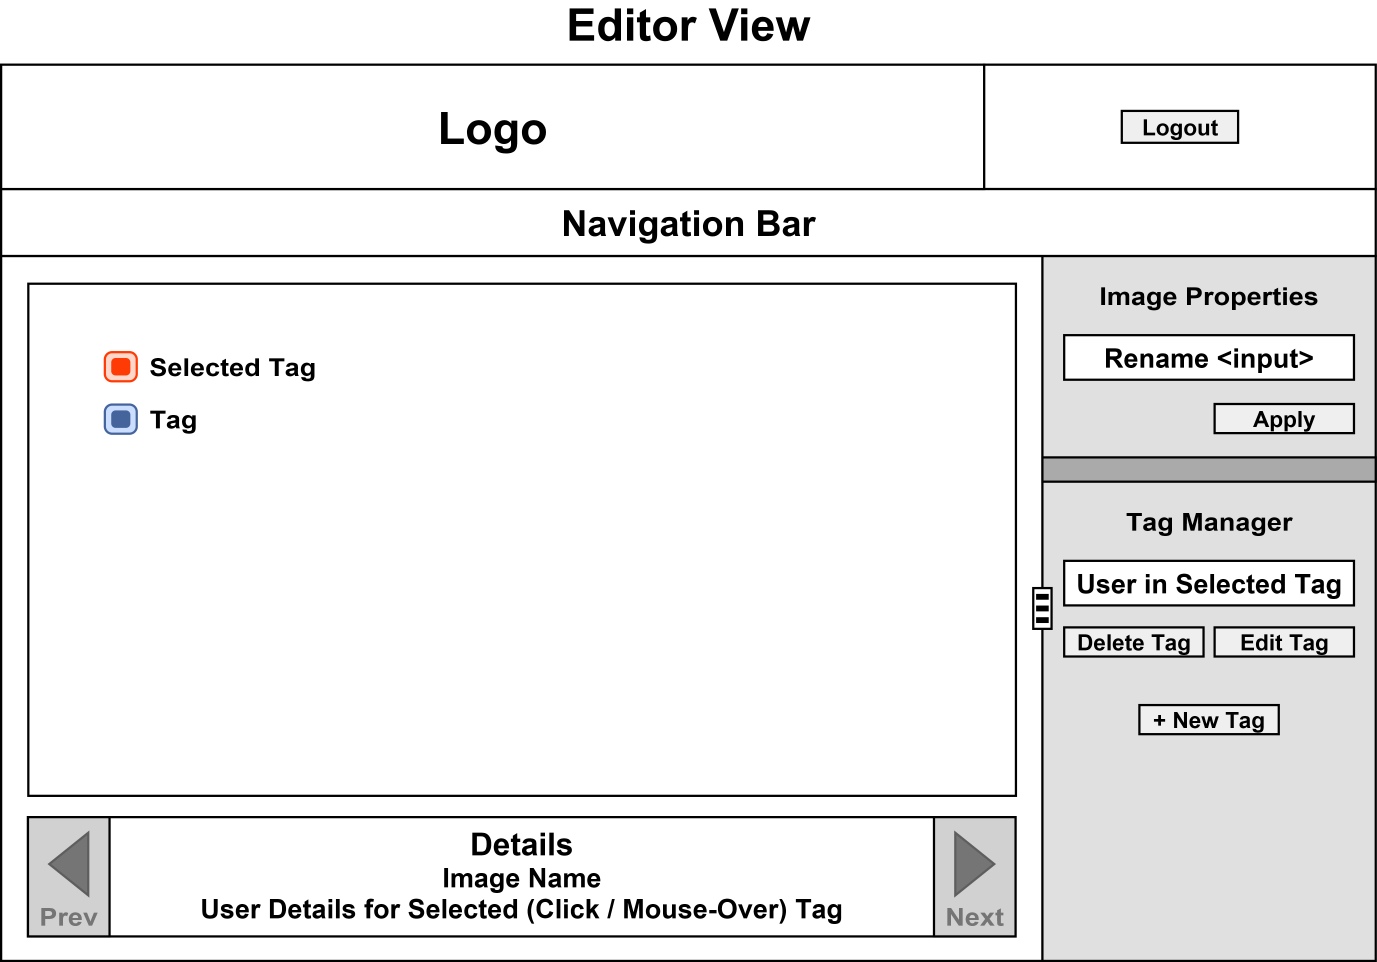 Editor View
Logo
Logout
Navigation Bar
Selected Tag
Tag
Image Properties
Rename <input>
Apply
Tag Manager
User in Selected Tag
Delete Tag
Edit Tag
+ New Tag
Prev
Details
Image Name
User Details for Selected (Click / Mouse-Over) Tag
Next